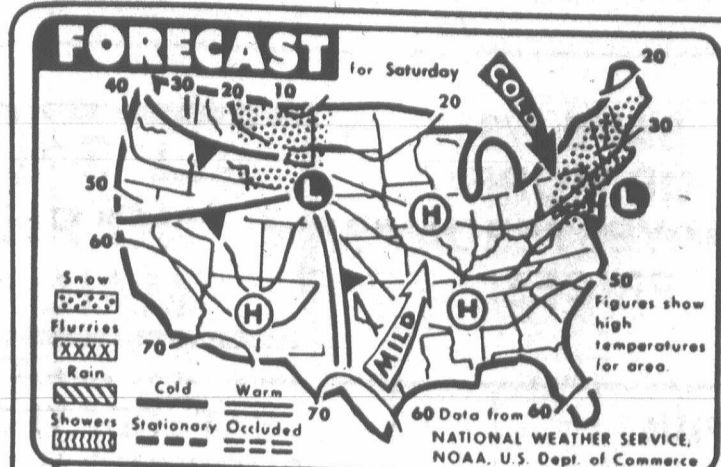 FORECAST
for Saturday
40 30 20 10
20
COLD
20
30
50
L
H
L
60
50
H
H
MILD
70
70
60
60
Snow
Flurries
XXXX
Rain
Showers
Cold
Warm
Stationary
Occluded
Figures show
high
temperatures
for area.
Data from
NATIONAL WEATHER SERVICE,
NOAA, U.S. Dept. of Commerce